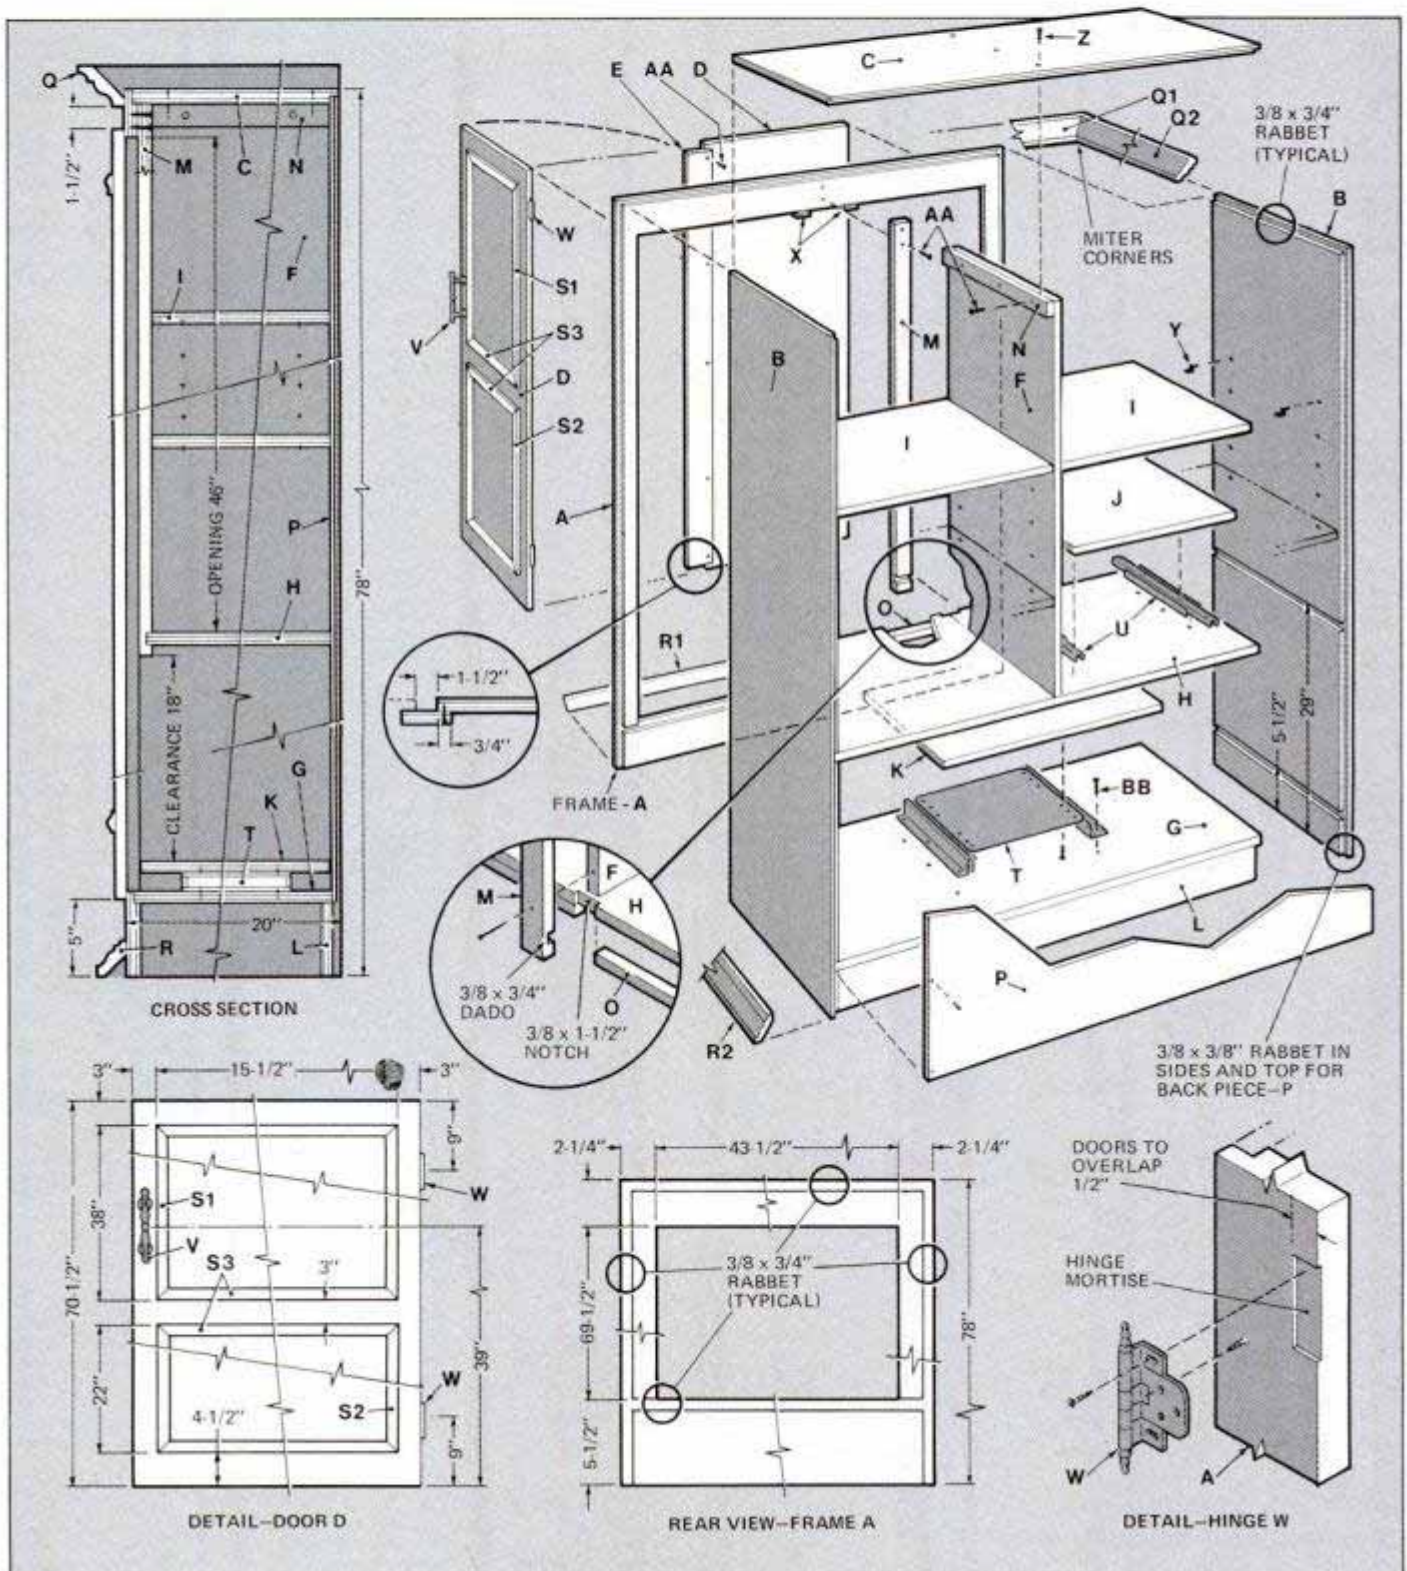 Q
1-1/2"
M
C
N
F
I
OPENING 46"
P
78"
H
CLEARANCE 18"
G
K
T
5"
R
20"
L
CROSS SECTION
E
AA
D
C
Z
Q1
Q2
3/8 x 3/4"
RABBET
(TYPICAL)
B
MITER
CORNERS
W
S1
S3
V
D
S2
X
AA
M
N
F
B
Y
I
I
J
A
O
U
R1
H
5-1/2"
29"
1-1/2"
3/4"
K
BB
G
T
L
FRAME-A
P
M
F
H
3/8 x 3/4"
DADO
O
3/8 x 1-1/2"
NOTCH
R2
3/8 x 3/8" RABBET IN
SIDES AND TOP FOR
BACK PIECE-P
3"
15-1/2"
3"
9"
W
S1
38"
V
S3
3"
70-1/2"
39"
22"
4-1/2"
S2
W
9"
DETAIL-DOOR D
2-1/4"
43-1/2"
2-1/4"
3/8 x 3/4"
RABBET
(TYPICAL)
69-1/2"
78"
5-1/2"
REAR VIEW-FRAME A
DOORS TO
OVERLAP
1/2"
HINGE
MORTISE
W
A
DETAIL-HINGE W